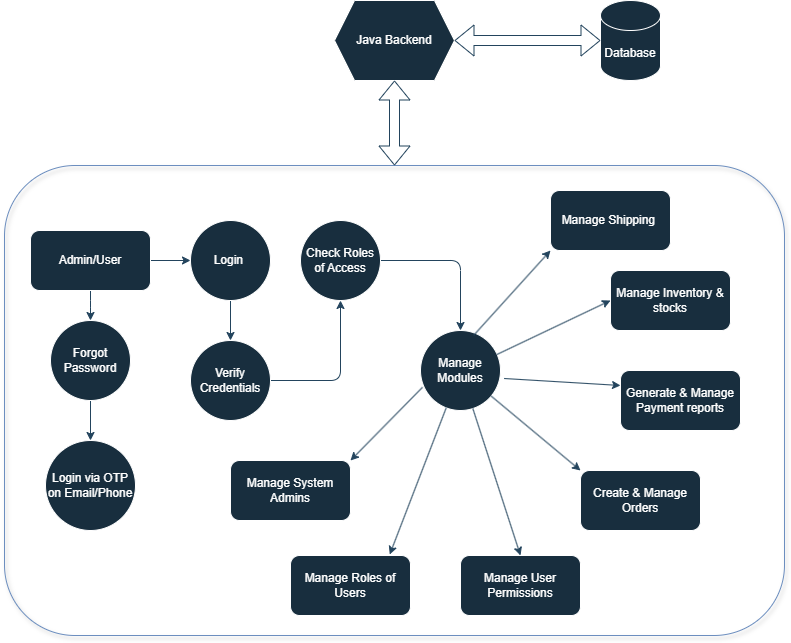 Java Backend
Database
Admin/User
Login
Check Roles
of Access
Manage Shipping
Manage Inventory &
stocks
Forgot
Password
Verify
Credentials
Manage
Modules
Generate & Manage
Payment reports
Login via OTP
on Email/Phone
Manage System
Admins
Create & Manage
Orders
Manage Roles of
Users
Manage User
Permissions